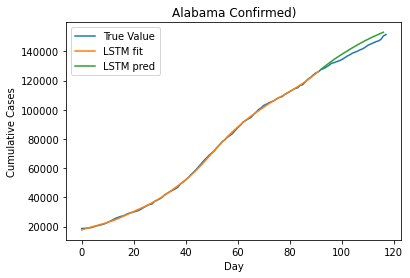 Alabama Confirmed)
True Value
LSTM fit
LSTM pred
Cumulative Cases
140000
120000
100000
80000
60000
40000
20000
0 20 40 60 80 100 120
Day